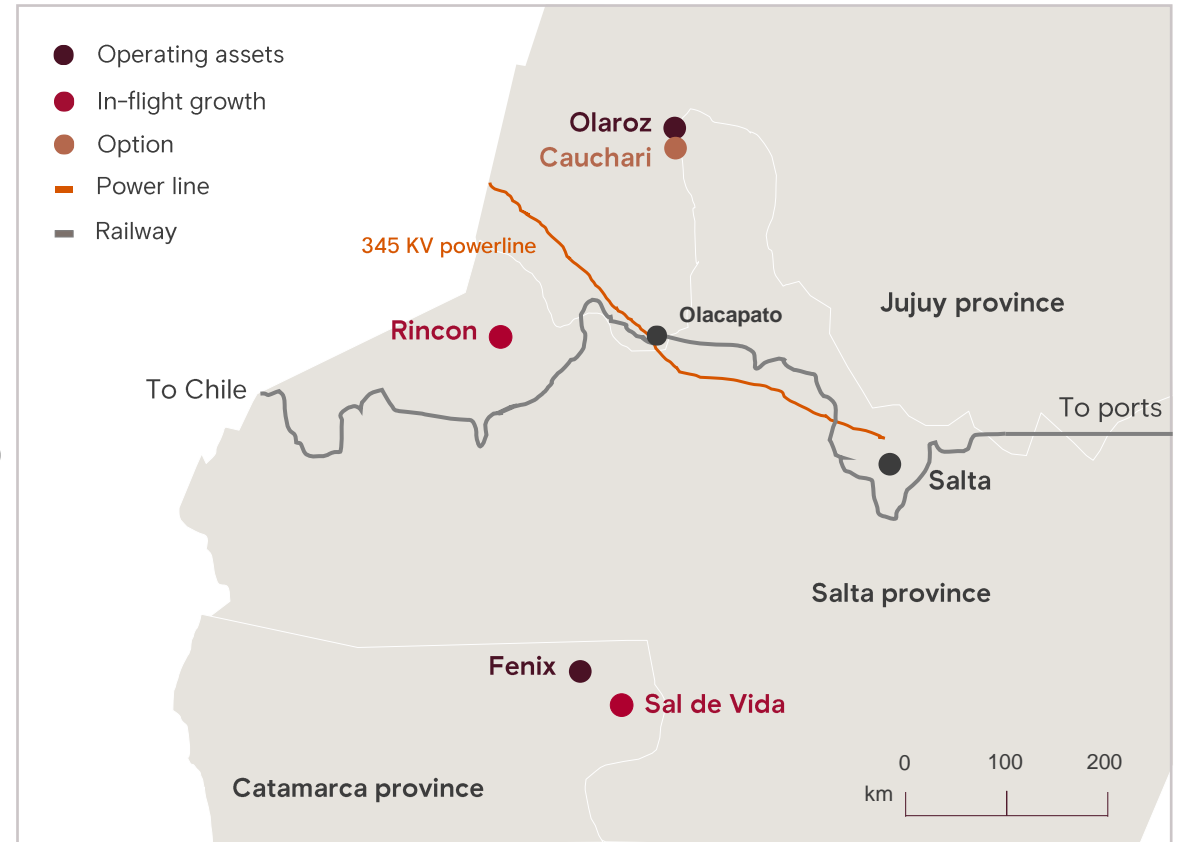 Operating assets
In-flight growth
Option
Power line
Railway
Olaroz
Cauchari
345 KV powerline
Olacapato
Jujuy province
Rincon
To Chile
To ports
Salta
Salta province
Fenix
Sal de Vida
Catamarca province
0 100 200
km